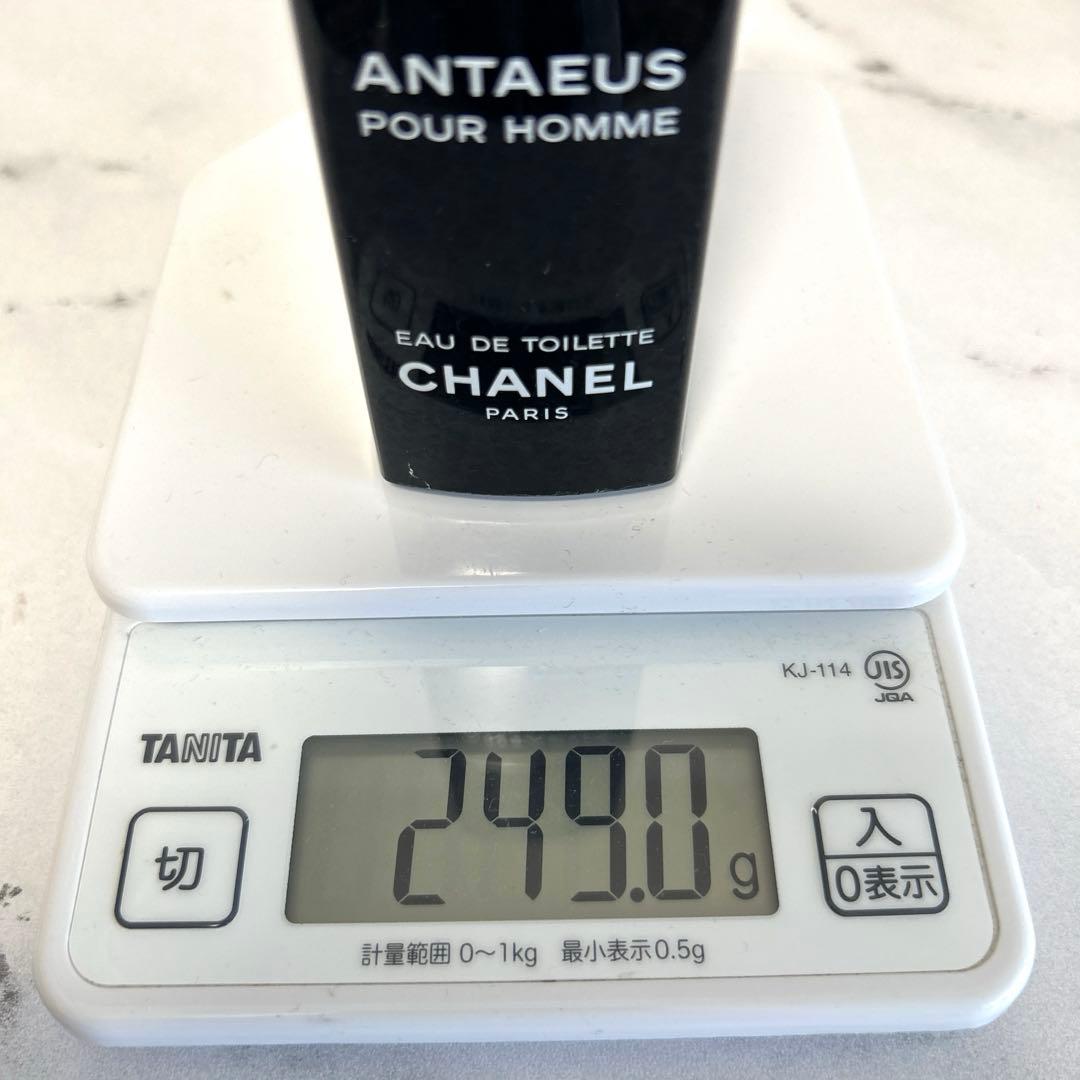 ANTAEUS
POUR HOMME
EAU DE TOILETTE
CHANEL
PARIS
KJ-114 JIS
JQA
TANITA
249.0 g
切
入
0表示
計量範囲 0〜1kg 最小表示0.5g